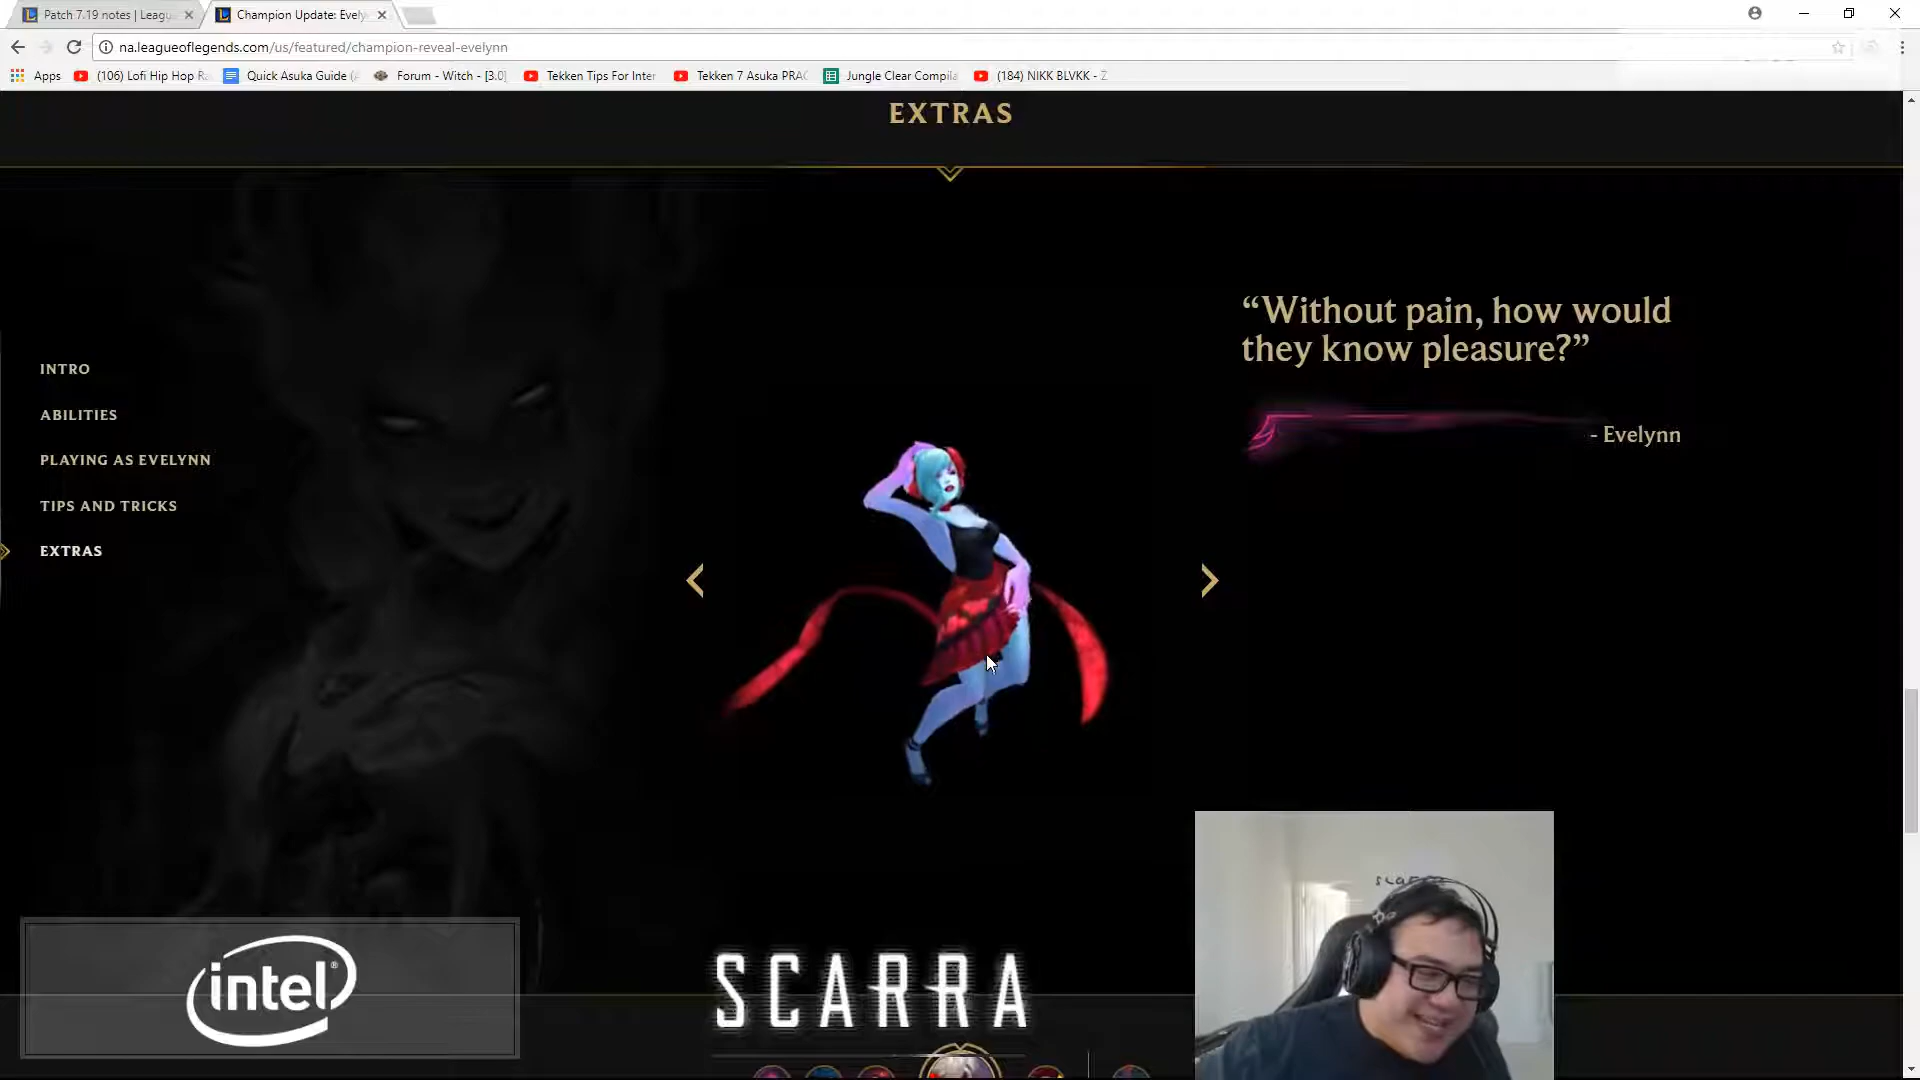 Patch 7.19 notes | Leagu
Champion Update: Evely
na.leagueoflegends.com/us/featured/champion-reveal-evelynn
Apps
(106) Lofi Hip Hop Ra
Quick Asuka Guide (A
Forum - Witch - [3.0]
Tekken Tips For Inter
Tekken 7 Asuka PRAC
Jungle Clear Compila
(184) NIKK BLVKK - Z
EXTRAS
“Without pain, how would
they know pleasure?”
- Evelynn
INTRO
ABILITIES
PLAYING AS EVELYNN
TIPS AND TRICKS
EXTRAS
scarra
intel®
SCARRA